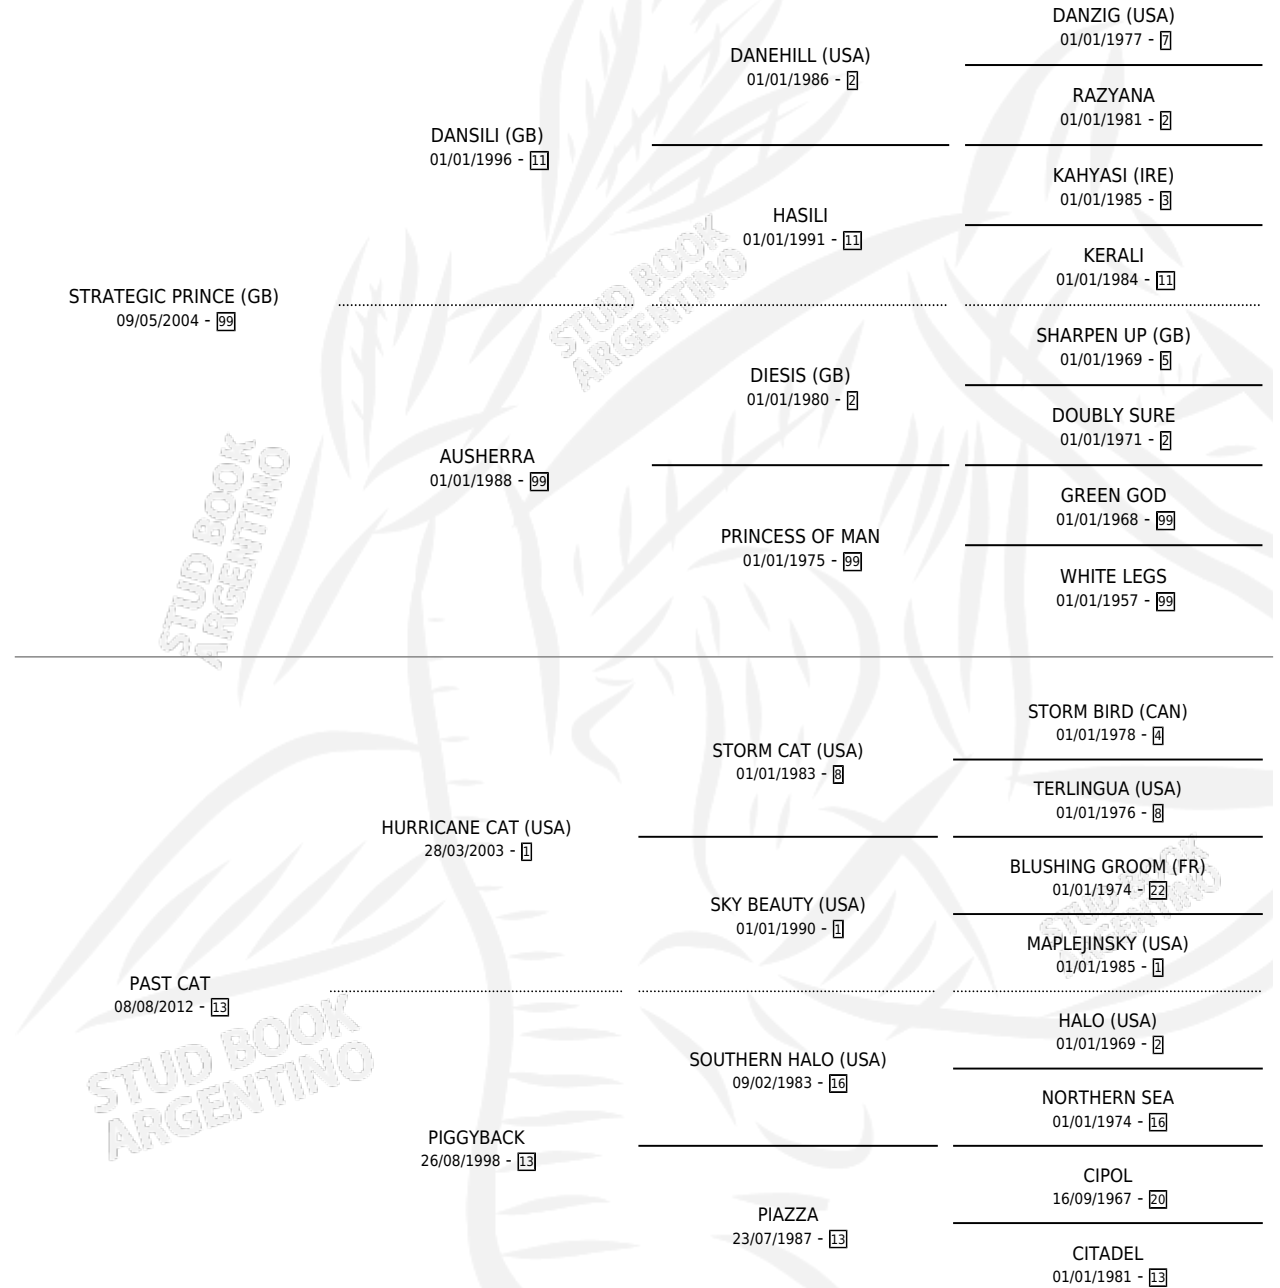 DANZIG (USA)
01/01/1977 - 7
DANEHILL (USA)
01/01/1986 - 2
RAZYANA
01/01/1981 - 2
DANSILI (GB)
01/01/1996 - 11
KAHYASI (IRE)
01/01/1985 - 3
HASILI
01/01/1991 - 11
KERALI
01/01/1984 - 11
STRATEGIC PRINCE (GB)
09/05/2004 - 99
SHARPEN UP (GB)
01/01/1969 - 5
DIESIS (GB)
01/01/1980 - 2
DOUBLY SURE
01/01/1971 - 2
AUSHERRA
01/01/1988 - 99
GREEN GOD
01/01/1968 - 99
PRINCESS OF MAN
01/01/1975 - 99
WHITE LEGS
01/01/1957 - 99
STORM BIRD (CAN)
01/01/1978 - 4
STORM CAT (USA)
01/01/1983 - 8
TERLINGUA (USA)
01/01/1976 - 8
HURRICANE CAT (USA)
28/03/2003 - 1
BLUSHING GROOM (FR)
01/01/1974 - 22
SKY BEAUTY (USA)
01/01/1990 - 1
MAPLEJINSKY (USA)
01/01/1985 - 1
PAST CAT
08/08/2012 - 13
HALO (USA)
01/01/1969 - 2
SOUTHERN HALO (USA)
09/02/1983 - 16
NORTHERN SEA
01/01/1974 - 16
PIGGYBACK
26/08/1998 - 13
CIPOL
16/09/1967 - 20
PIAZZA
23/07/1987 - 13
CITADEL
01/01/1981 - 13
STUD BOOK
ARGENTINO
STUD BOOK
ARGENTINO
STUD BOOK
ARGENTINO
STUD BOOK
ARGENTINO